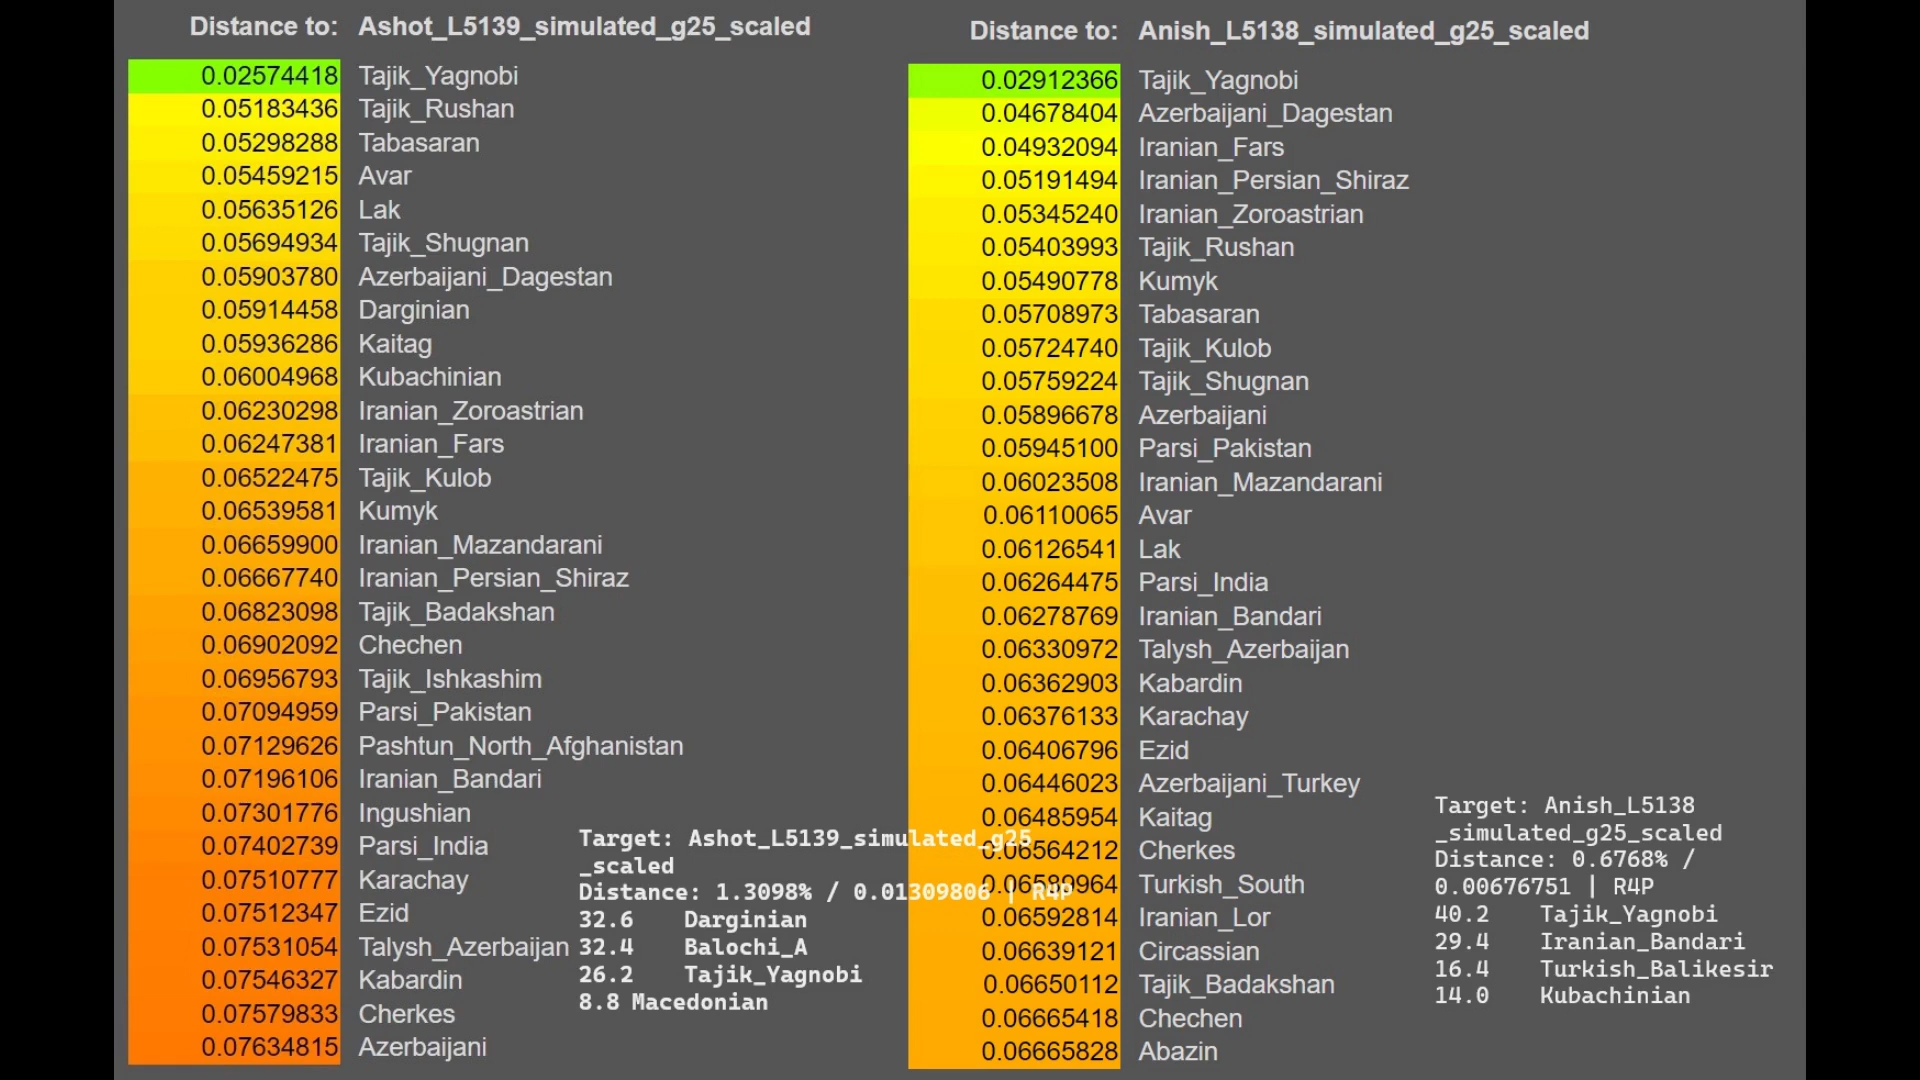 Distance to: Ashot_L5139_simulated_g25_scaled
0.02574418 Tajik_Yagnobi
0.05183436 Tajik_Rushan
0.05298288 Tabasaran
0.05459215 Avar
0.05635126 Lak
0.05694934 Tajik_Shugnan
0.05903780 Azerbaijani_Dagestan
0.05914458 Darginian
0.05936286 Kaitag
0.06004968 Kubachinian
0.06230298 Iranian_Zoroastrian
0.06247381 Iranian_Fars
0.06522475 Tajik_Kulob
0.06539581 Kumyk
0.06659900 Iranian_Mazandarani
0.06667740 Iranian_Persian_Shiraz
0.06823098 Tajik_Badakshan
0.06902092 Chechen
0.06956793 Tajik_Ishkashim
0.07094959 Parsi_Pakistan
0.07129626 Pashtun_North_Afghanistan
0.07196106 Iranian_Bandari
0.07301776 Ingushian
0.07402739 Parsi_India
0.07510777 Karachay
0.07512347 Ezid
0.07531054 Talysh_Azerbaijan
0.07546327 Kabardin
0.07579833 Cherkes
0.07634815 Azerbaijani
Target: Ashot_L5139_simulated_g25
_scaled
Distance: 1.3098% / 0.01309806 | R4P
32.6 Darginian
32.4 Balochi_A
26.2 Tajik_Yagnobi
8.8 Macedonian
Distance to: Anish_L5138_simulated_g25_scaled
0.02912366 Tajik_Yagnobi
0.04678404 Azerbaijani_Dagestan
0.04932094 Iranian_Fars
0.05191494 Iranian_Persian_Shiraz
0.05345240 Iranian_Zoroastrian
0.05403993 Tajik_Rushan
0.05490778 Kumyk
0.05708973 Tabasaran
0.05724740 Tajik_Kulob
0.05759224 Tajik_Shugnan
0.05896678 Azerbaijani
0.05945100 Parsi_Pakistan
0.06023508 Iranian_Mazandarani
0.06110065 Avar
0.06126541 Lak
0.06264475 Parsi_India
0.06278769 Iranian_Bandari
0.06330972 Talysh_Azerbaijan
0.06362903 Kabardin
0.06376133 Karachay
0.06406796 Ezid
0.06446023 Azerbaijani_Turkey
0.06485954 Kaitag
0.06564212 Cherkes
0.06589964 Turkish_South
0.06592814 Iranian_Lor
0.06639121 Circassian
0.06650112 Tajik_Badakshan
0.06665418 Chechen
0.06665828 Abazin
Target: Anish_L5138
_simulated_g25_scaled
Distance: 0.6768% /
0.00676751 | R4P
40.2 Tajik_Yagnobi
29.4 Iranian_Bandari
16.4 Turkish_Balikesir
14.0 Kubachinian